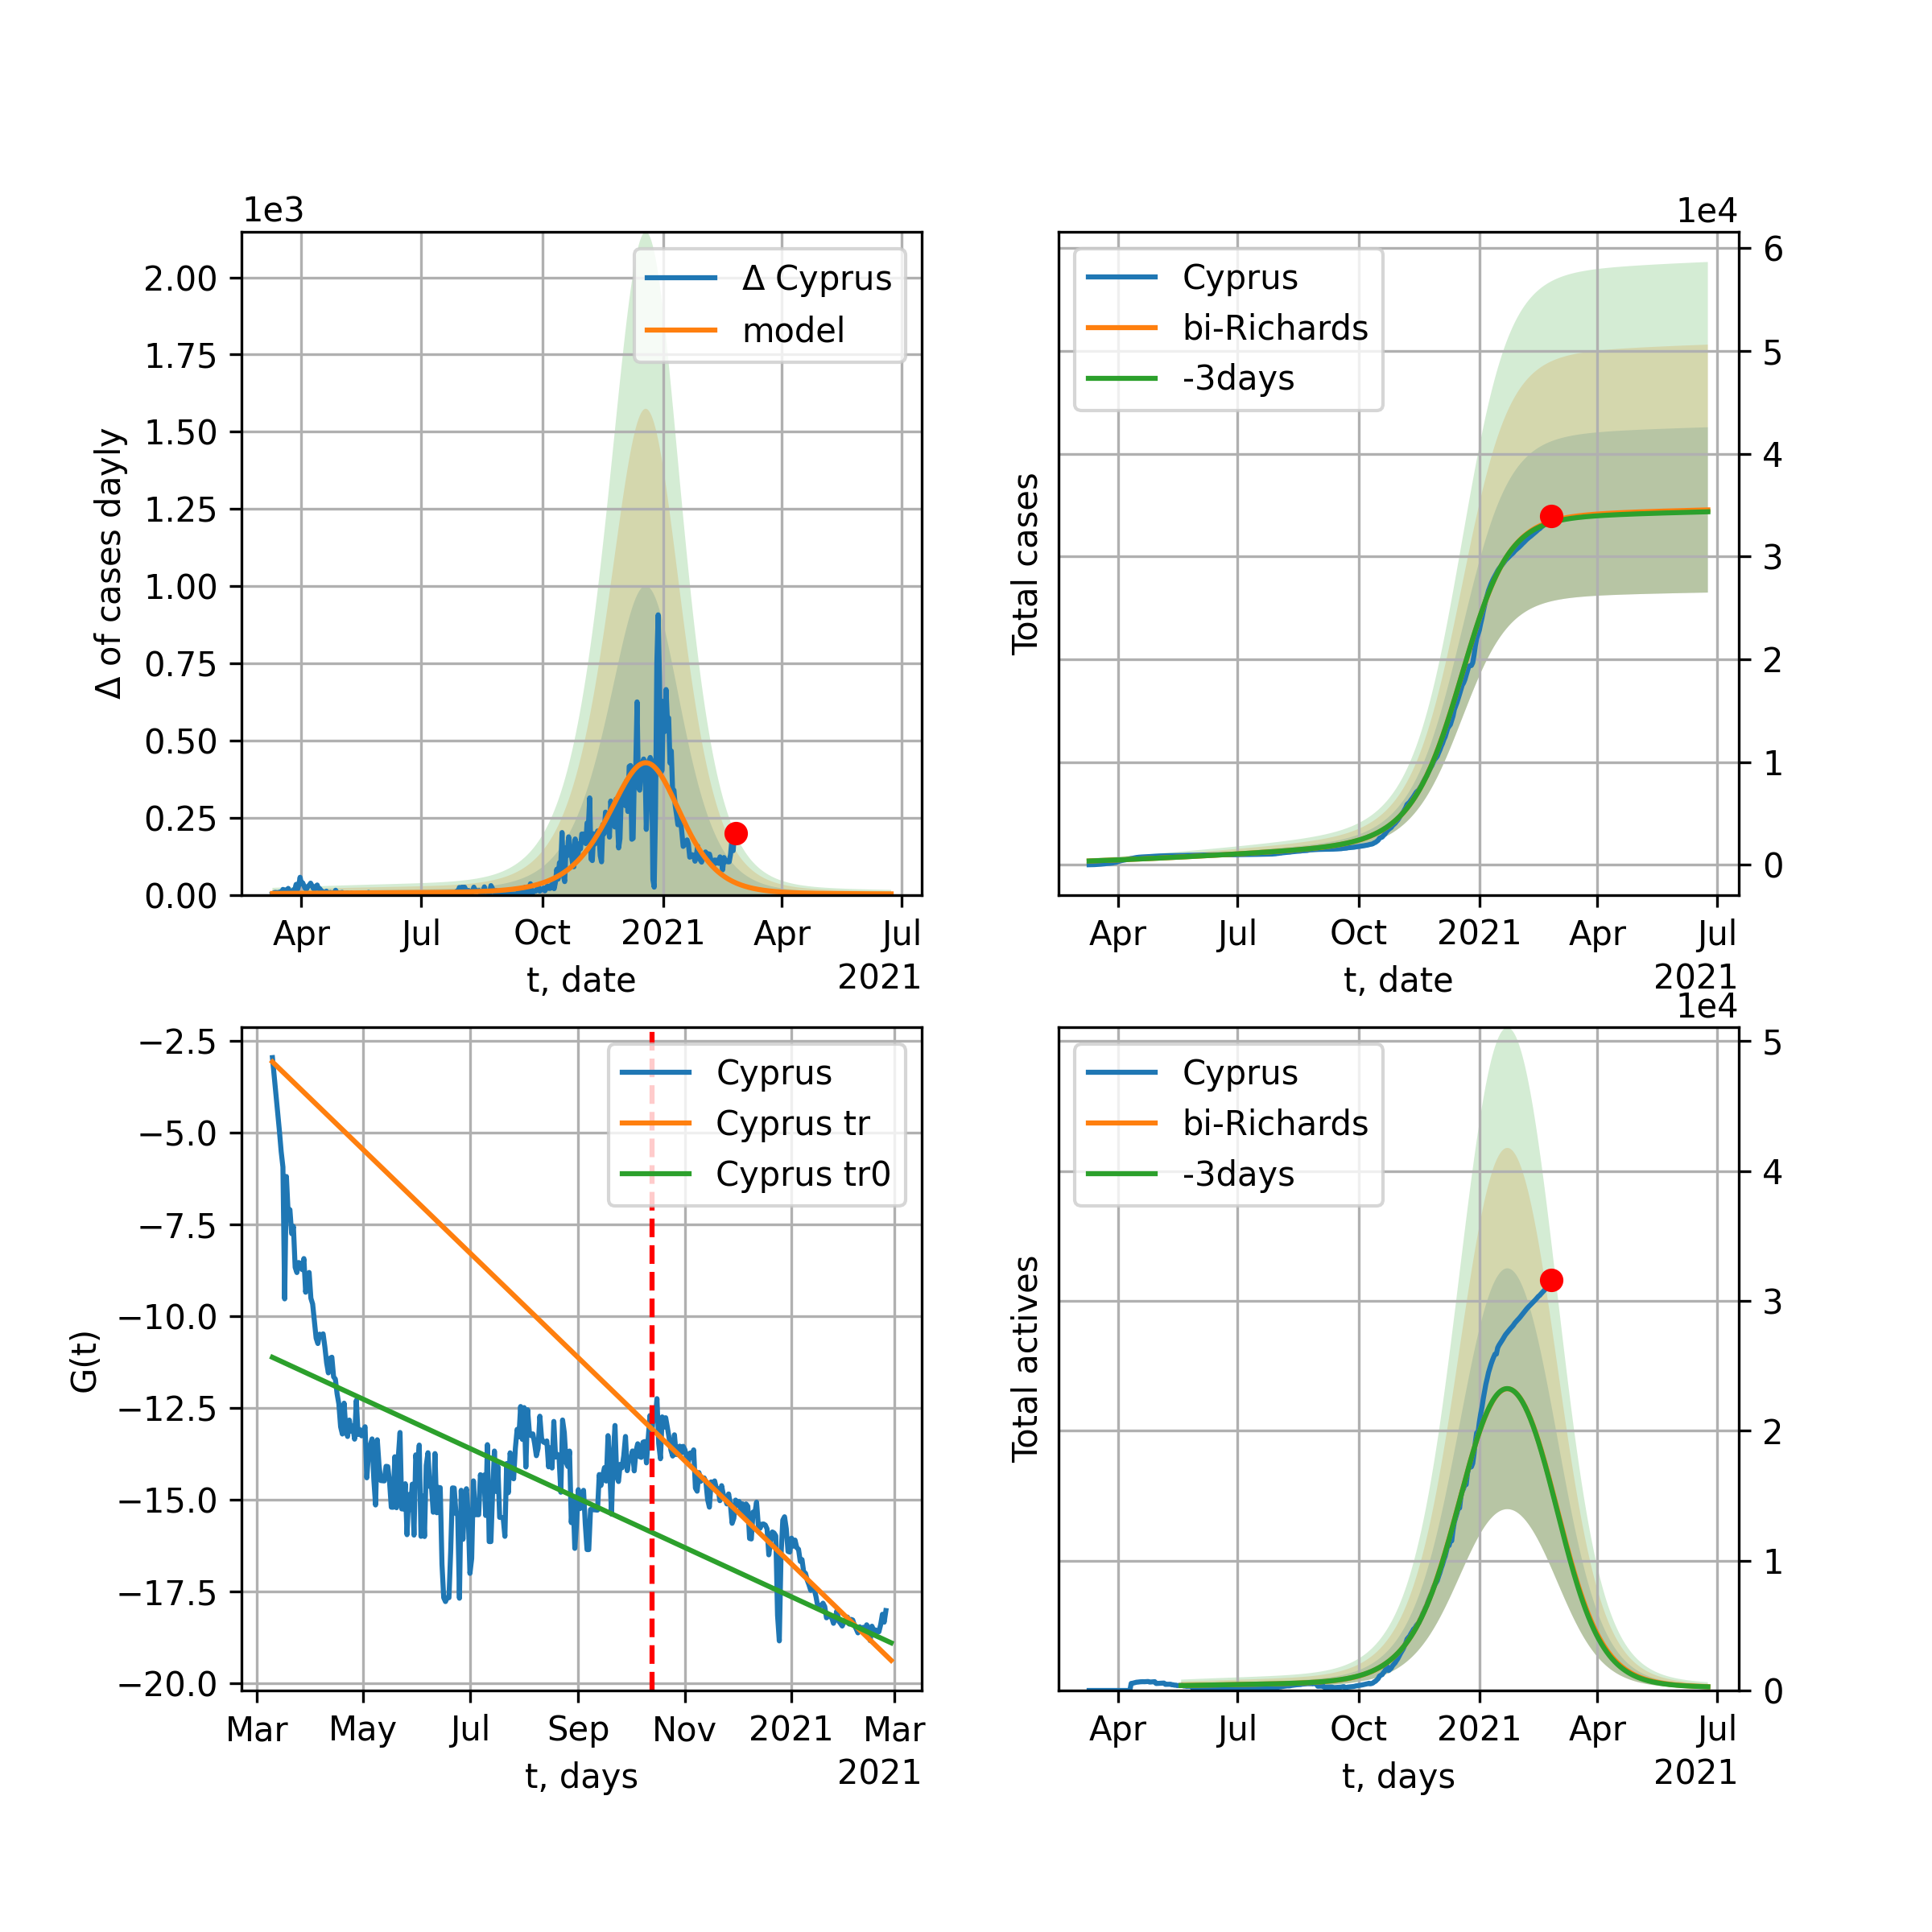 1e3
Δ of cases dayly
2.00
1.75
1.50
1.25
1.00
0.75
0.50
0.25
0.00
Δ Cyprus
model
Apr Jul Oct 2021 Apr Jul
t, date
2021
1e4
Total cases
Cyprus
bi-Richards
-3days
6
5
4
3
2
1
0
Apr Jul Oct 2021 Apr Jul
t, date
2021
G(t)
−2.5
−5.0
−7.5
−10.0
−12.5
−15.0
−17.5
−20.0
Cyprus
Cyprus tr
Cyprus tr0
Mar May Jul Sep Nov 2021 Mar
t, days
2021
1e4
Total actives
Cyprus
bi-Richards
-3days
5
4
3
2
1
0
Apr Jul Oct 2021 Apr Jul
t, days
2021